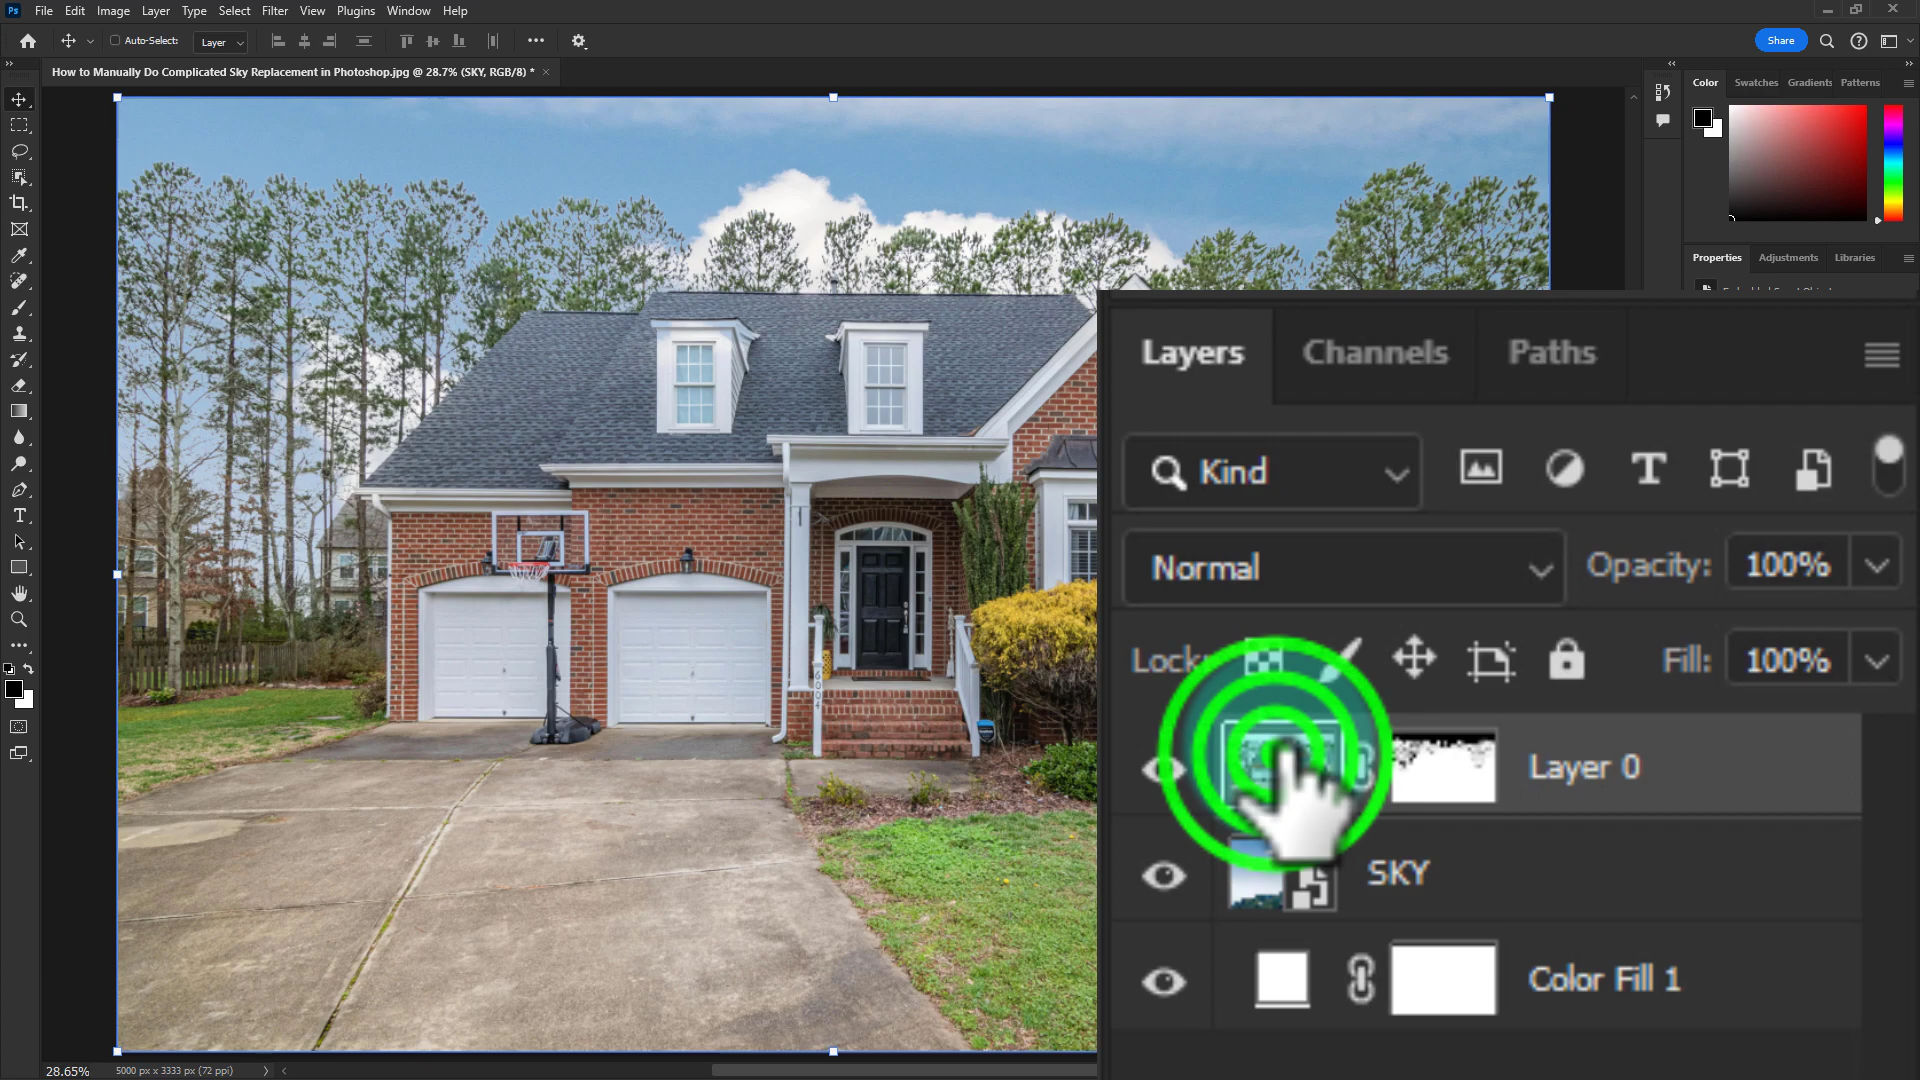 Ps File Edit Image Layer Type Select Filter View Plugins Window Help
Auto-Select: Layer Share
How to Manually Do Complicated Sky Replacement in Photoshop.jpg @ 28.7% (SKY, RGB/8) *
Color Swatches Gradients Patterns
Properties Adjustments Libraries
Layers Channels Paths
Kind
Normal Opacity: 100%
Lock: Fill: 100%
Layer 0
SKY
Color Fill 1
6004
28.65% 5000 px x 3333 px (72 ppi)